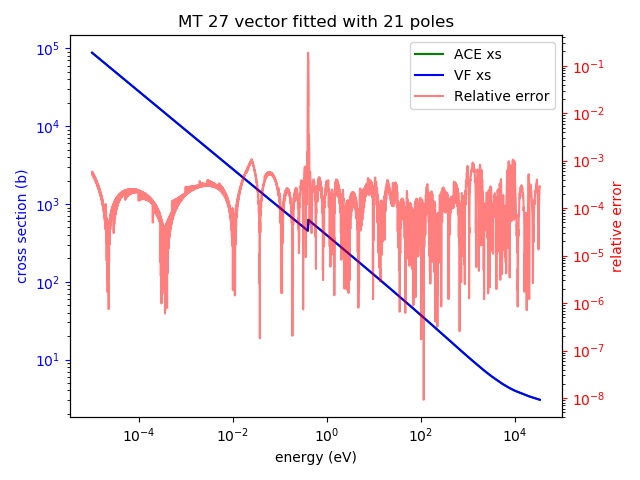 MT 27 vector fitted with 21 poles
ACE xs
VF xs
Relative error
cross section (b)
10^5
10^4
10^3
10^2
10^1
10^-1
10^-2
10^-3
10^-4
10^-5
10^-6
10^-7
10^-8
relative error
10^-4
10^-2
10^0
10^2
10^4
energy (eV)